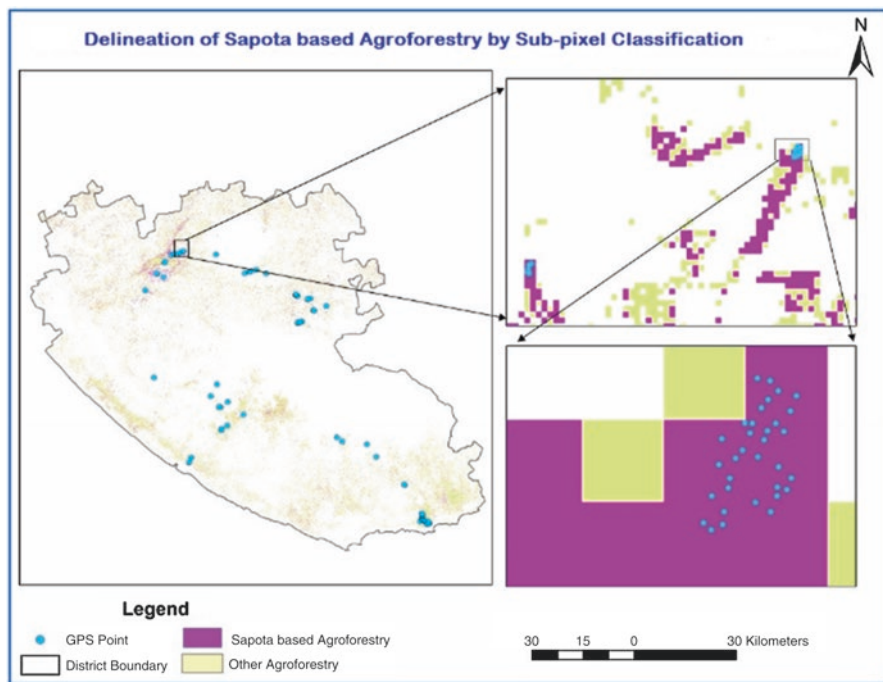 Delineation of Sapota based Agroforestry by Sub-pixel Classification
N
Legend
GPS Point
Sapota based Agroforestry
District Boundary
Other Agroforestry
30 15 0 30 Kilometers